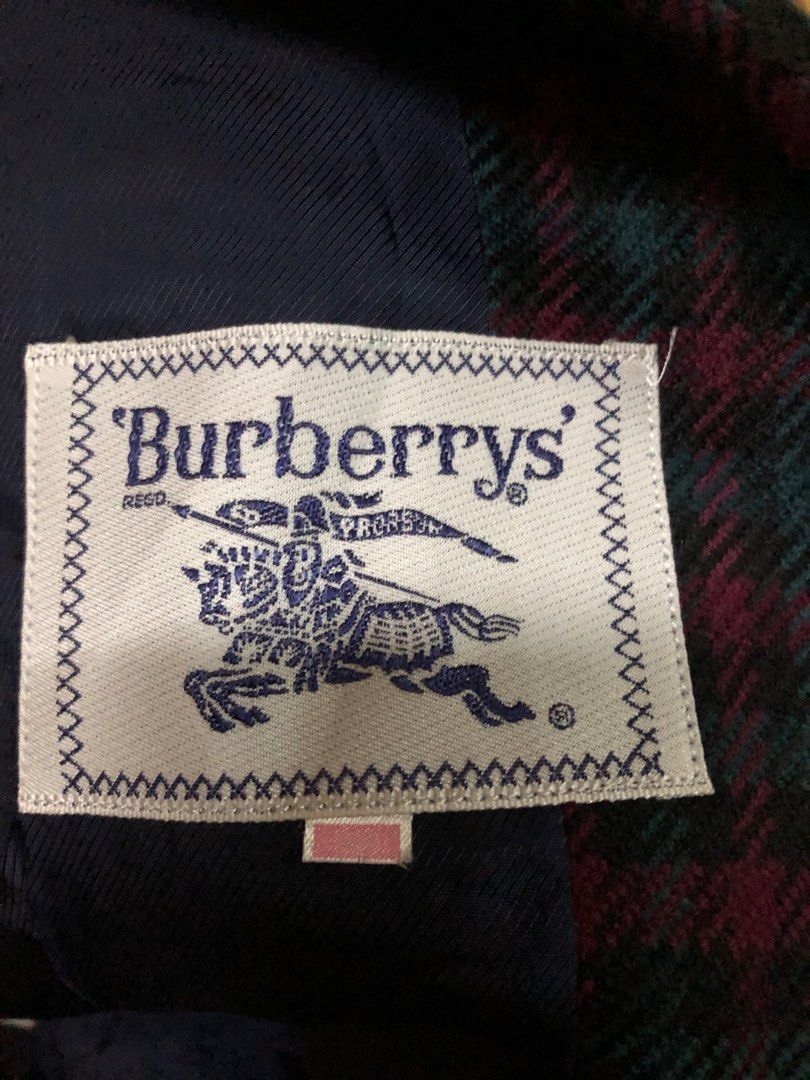 'Burberrys'
®
REGD.
PRORSUM
®